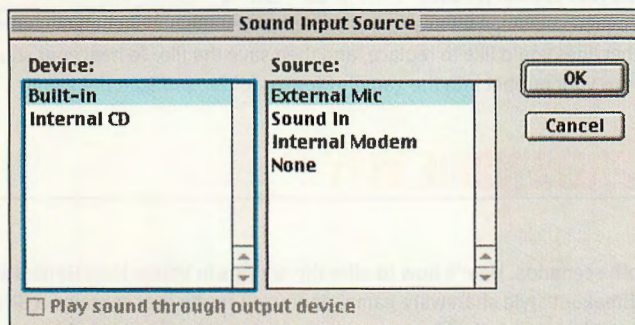 Sound Input Source
Device:
Built-in
Internal CD
Source:
External Mic
Sound In
Internal Modem
None
OK
Cancel
Play sound through output device